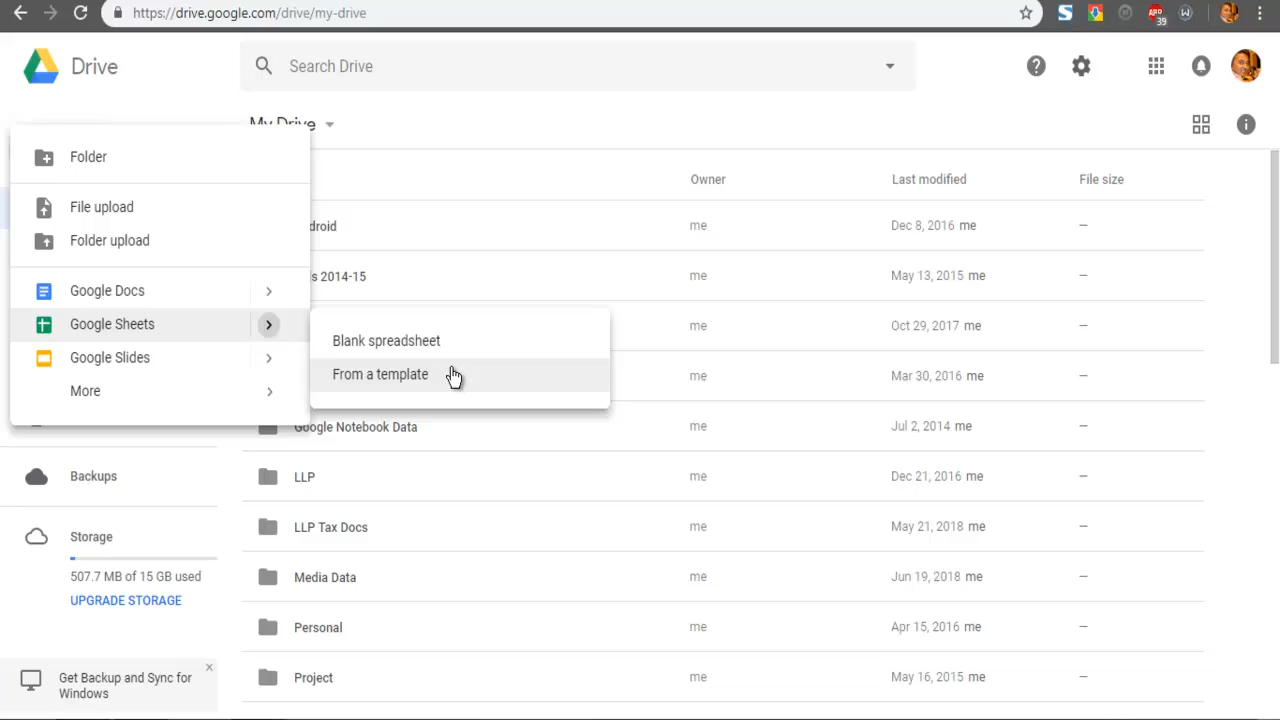 https://drive.google.com/drive/my-drive
39
Drive
Search Drive
My Drive
Folder
File upload
Folder upload
Google Docs
Google Sheets
Google Slides
More
Blank spreadsheet
From a template
Owner Last modified File size
me Dec 8, 2016 me –
s 2014-15 me May 13, 2015 me –
me Oct 29, 2017 me –
me Mar 30, 2016 me –
Google Notebook Data me Jul 2, 2014 me –
LLP me Dec 21, 2016 me –
LLP Tax Docs me May 21, 2018 me –
Media Data me Jun 19, 2018 me –
Personal me Apr 15, 2016 me –
Project me May 16, 2015 me –
Backups
Storage
507.7 MB of 15 GB used
UPGRADE STORAGE
Get Backup and Sync for
Windows